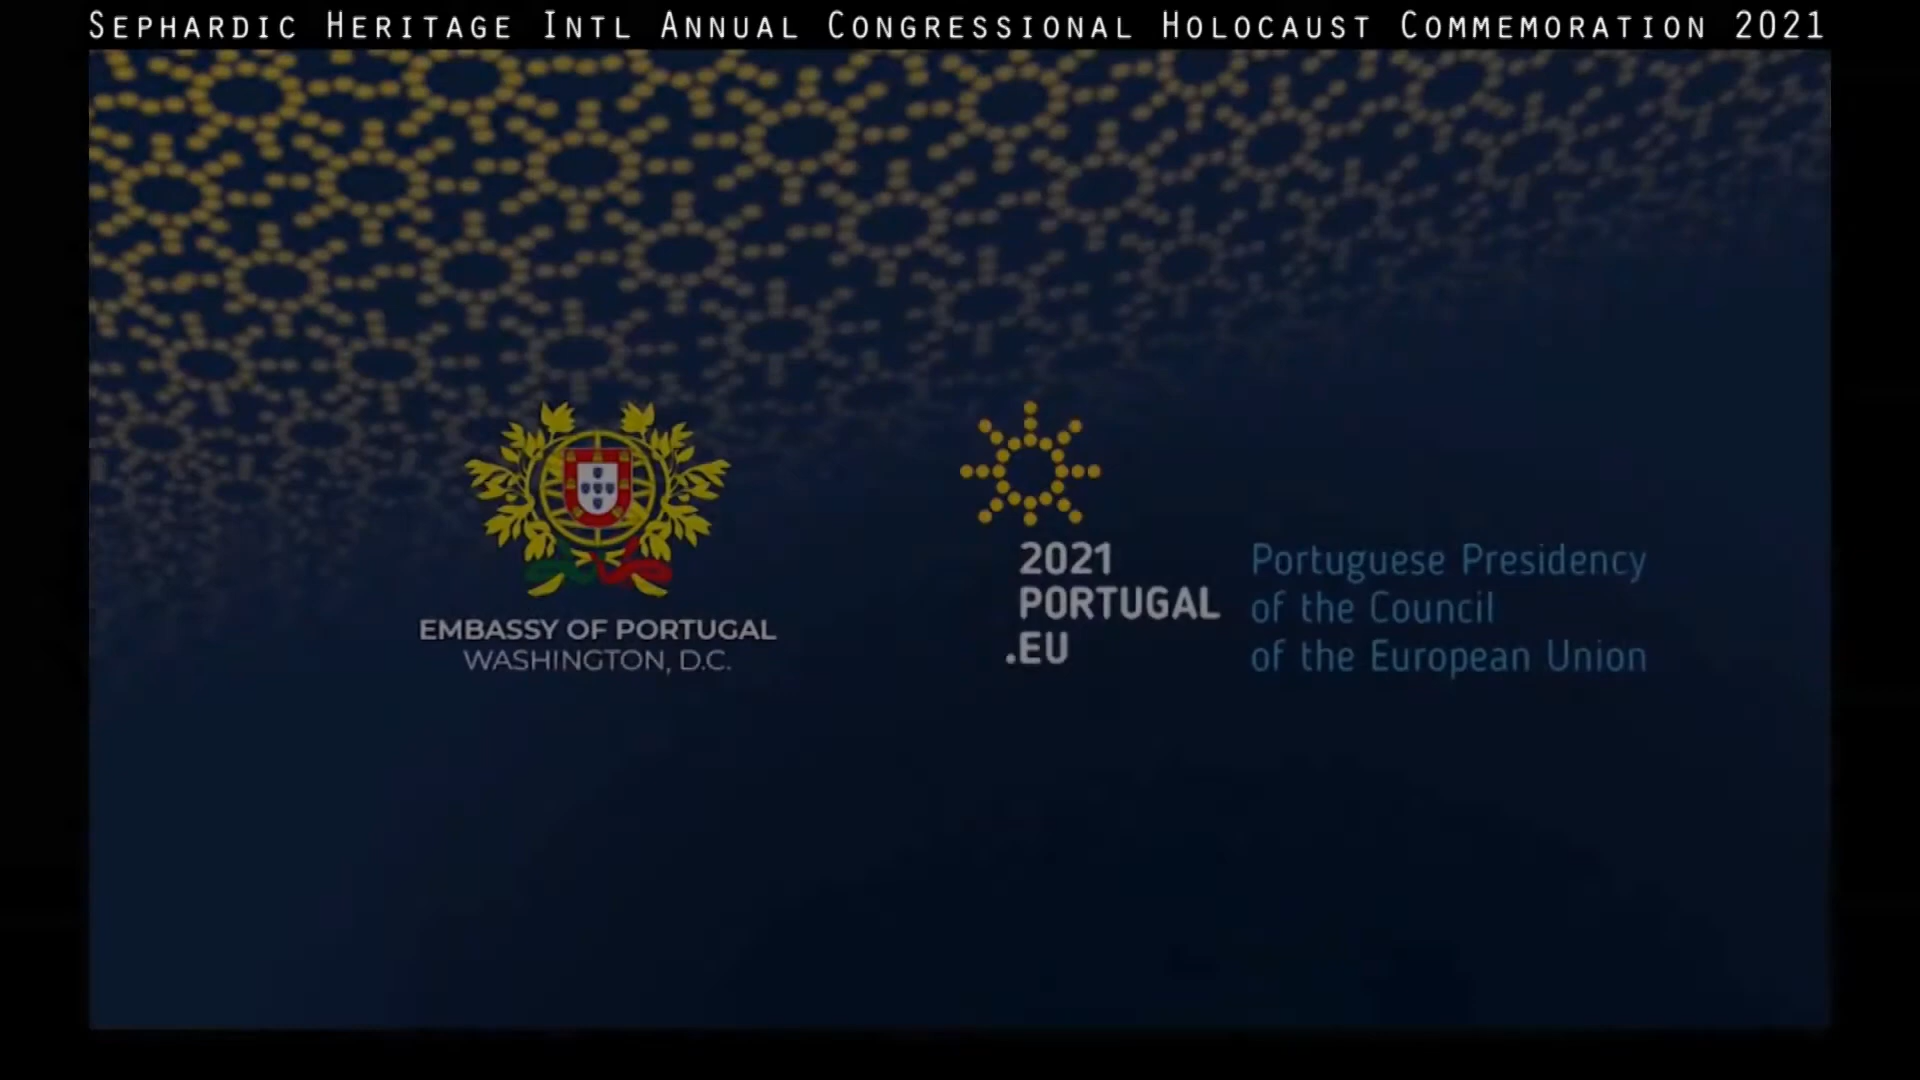 Sephardic Heritage Intl Annual Congressional Holocaust Commemoration 2021
EMBASSY OF PORTUGAL
WASHINGTON, D.C.
2021
PORTUGAL
.EU
Portuguese Presidency
of the Council
of the European Union